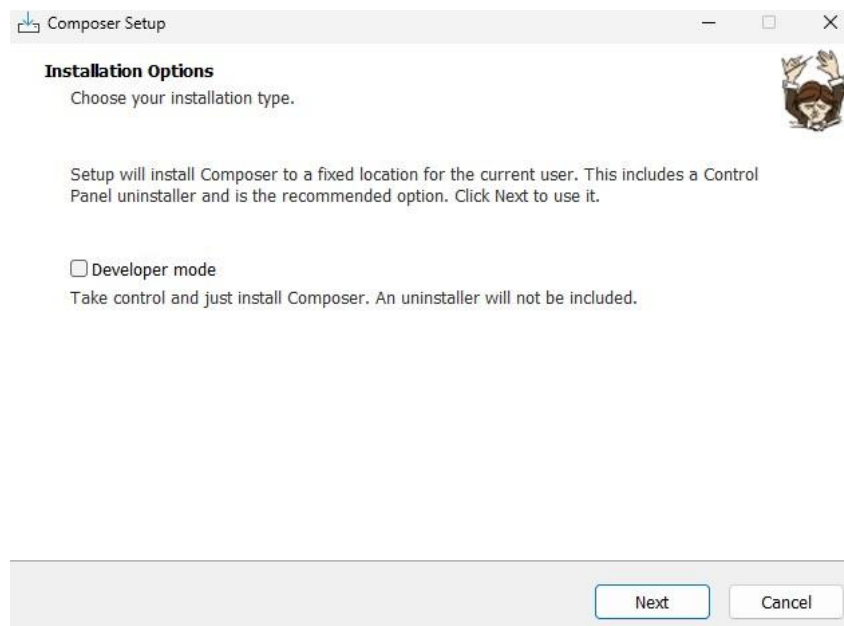 Composer Setup
Installation Options
Choose your installation type.
Setup will install Composer to a fixed location for the current user. This includes a Control
Panel uninstaller and is the recommended option. Click Next to use it.
Developer mode
Take control and just install Composer. An uninstaller will not be included.
Next
Cancel